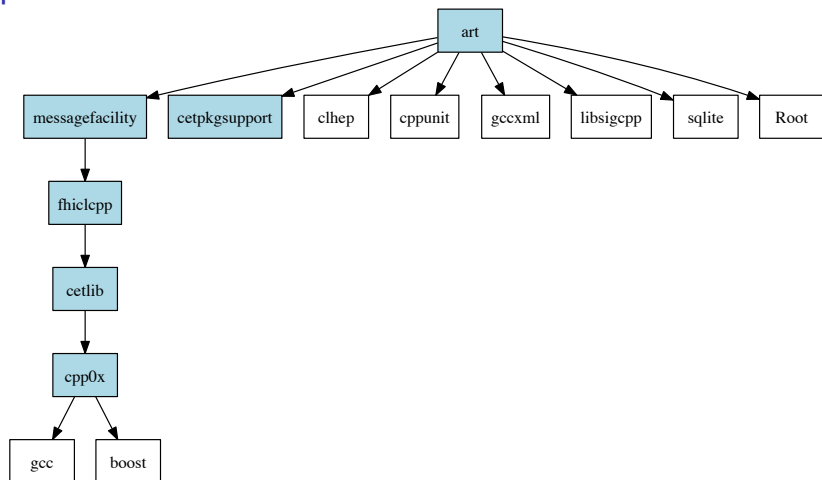 art
messagefacility
cetpkgsupport
clhep
cppunit
gccxml
libsigcpp
sqlite
Root
fhiclcpp
cetlib
cpp0x
gcc
boost